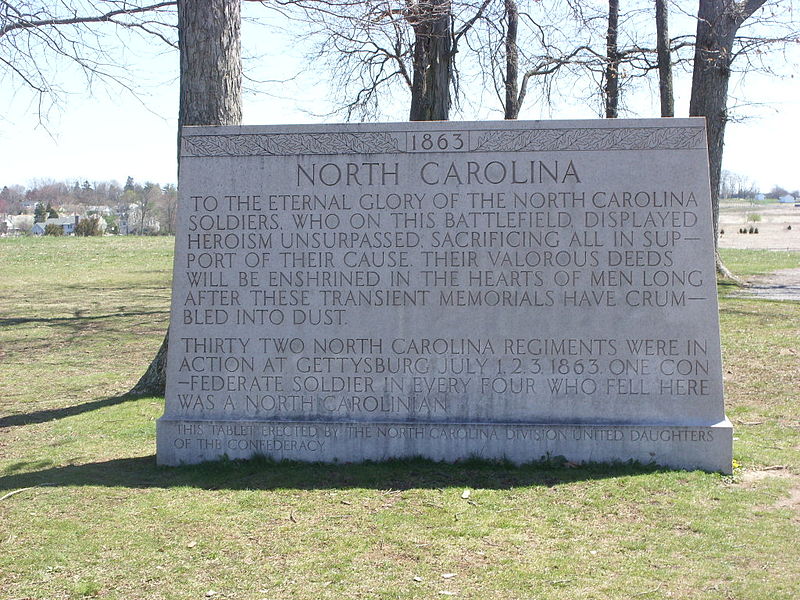 1863
NORTH CAROLINA
TO THE ETERNAL GLORY OF THE NORTH CAROLINA
SOLDIERS. WHO ON THIS BATTLEFIELD DISPLAYED
HEROISM UNSURPASSED SACRIFICING ALL IN SUP–
PORT OF THEIR CAUSE. THEIR VALOROUS DEEDS
WILL BE ENSHRINED IN THE HEARTS OF MEN LONG
AFTER THESE TRANSIENT MEMORIALS HAVE CRUM–
BLED INTO DUST.
THIRTY TWO NORTH CAROLINA REGIMENTS WERE IN
ACTION AT GETTYSBURG JULY 1,2,3 1863. ONE CON
–FEDERATE SOLDIER IN EVERY FOUR WHO FELL HERE
WAS A NORTH CAROLINIAN
THIS TABLET ERECTED BY THE NORTH CAROLINA DIVISION UNITED DAUGHTERS
OF THE CONFEDERACY